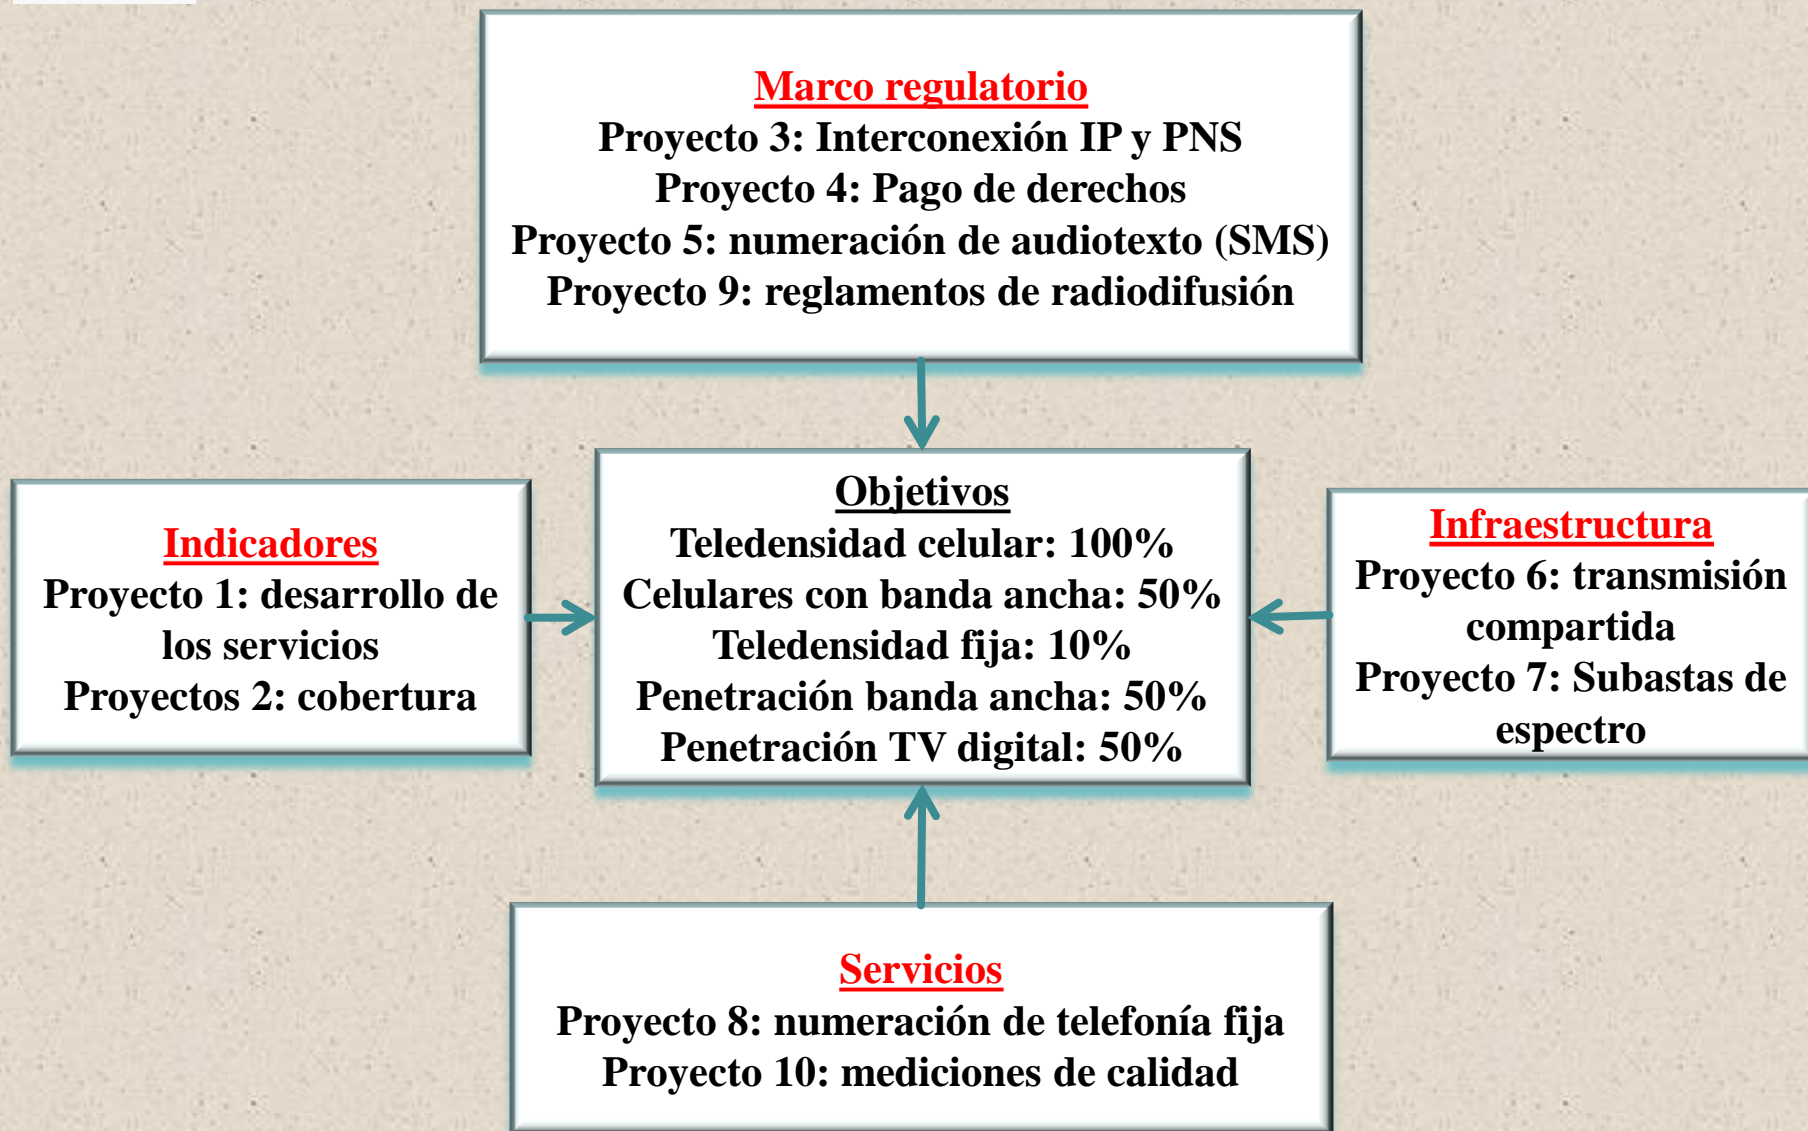 Marco regulatorio
Proyecto 3: Interconexión IP y PNS
Proyecto 4: Pago de derechos
Proyecto 5: numeración de audiotexto (SMS)
Proyecto 9: reglamentos de radiodifusión
Indicadores
Proyecto 1: desarrollo de
los servicios
Proyectos 2: cobertura
Objetivos
Teledensidad celular: 100%
Celulares con banda ancha: 50%
Teledensidad fija: 10%
Penetración banda ancha: 50%
Penetración TV digital: 50%
Infraestructura
Proyecto 6: transmisión
compartida
Proyecto 7: Subastas de
espectro
Servicios
Proyecto 8: numeración de telefonía fija
Proyecto 10: mediciones de calidad